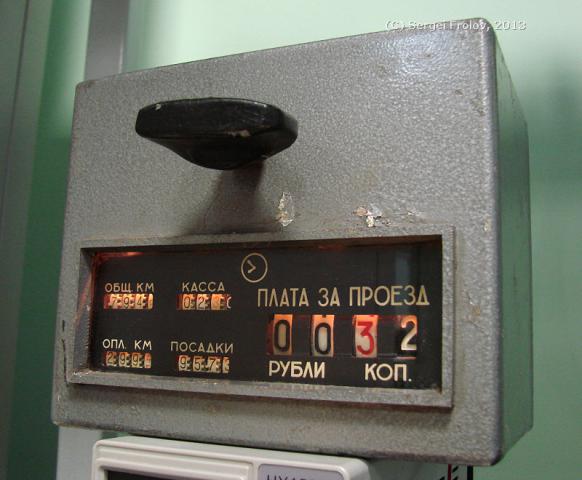 (C) Sergei Frolov, 2013
ОБЩ. КМ
КАССА
ПЛАТА ЗА ПРОЕЗД
0 0 3 2
ОПЛ. КМ
ПОСАДКИ
РУБЛИ
КОП.